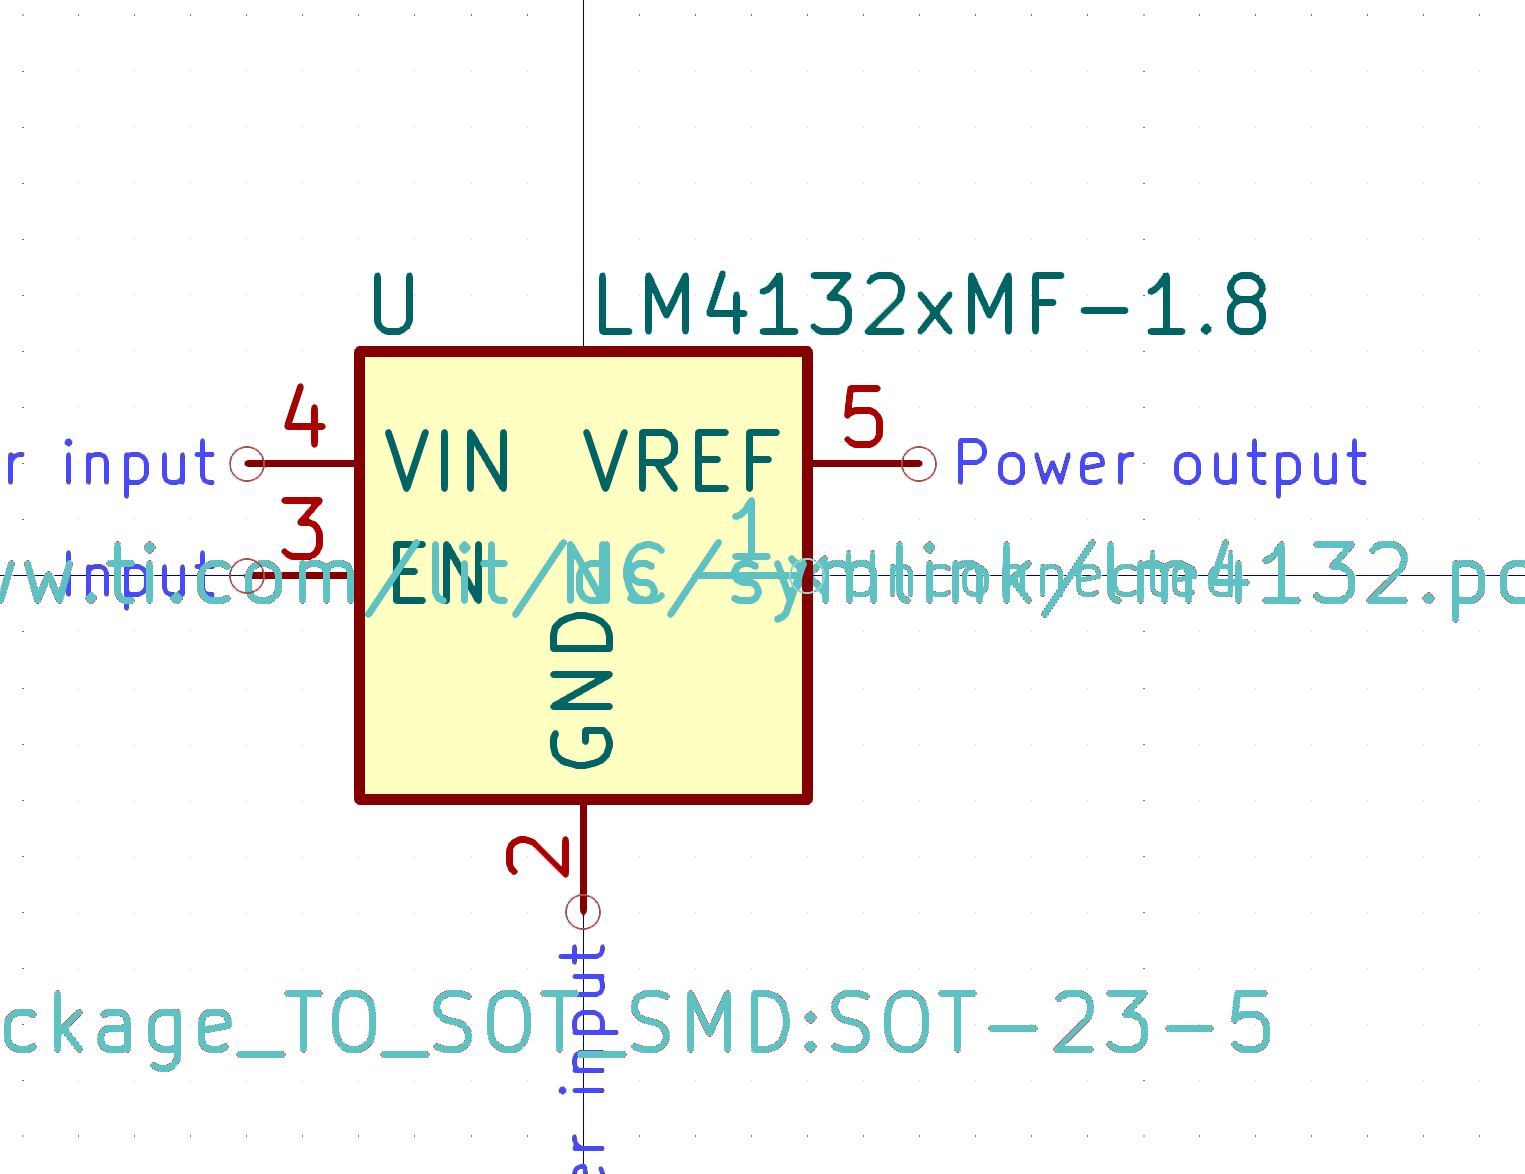 U
LM4132xMF-1.8
4
5
r input
VIN
VREF
Power output
3
1
Input
EN
NC
ww.ti.com/lit/ds/symlink/lm4132.pd
Unconnected
GND
2
er input
ckage_TO_SOT_SMD:SOT-23-5